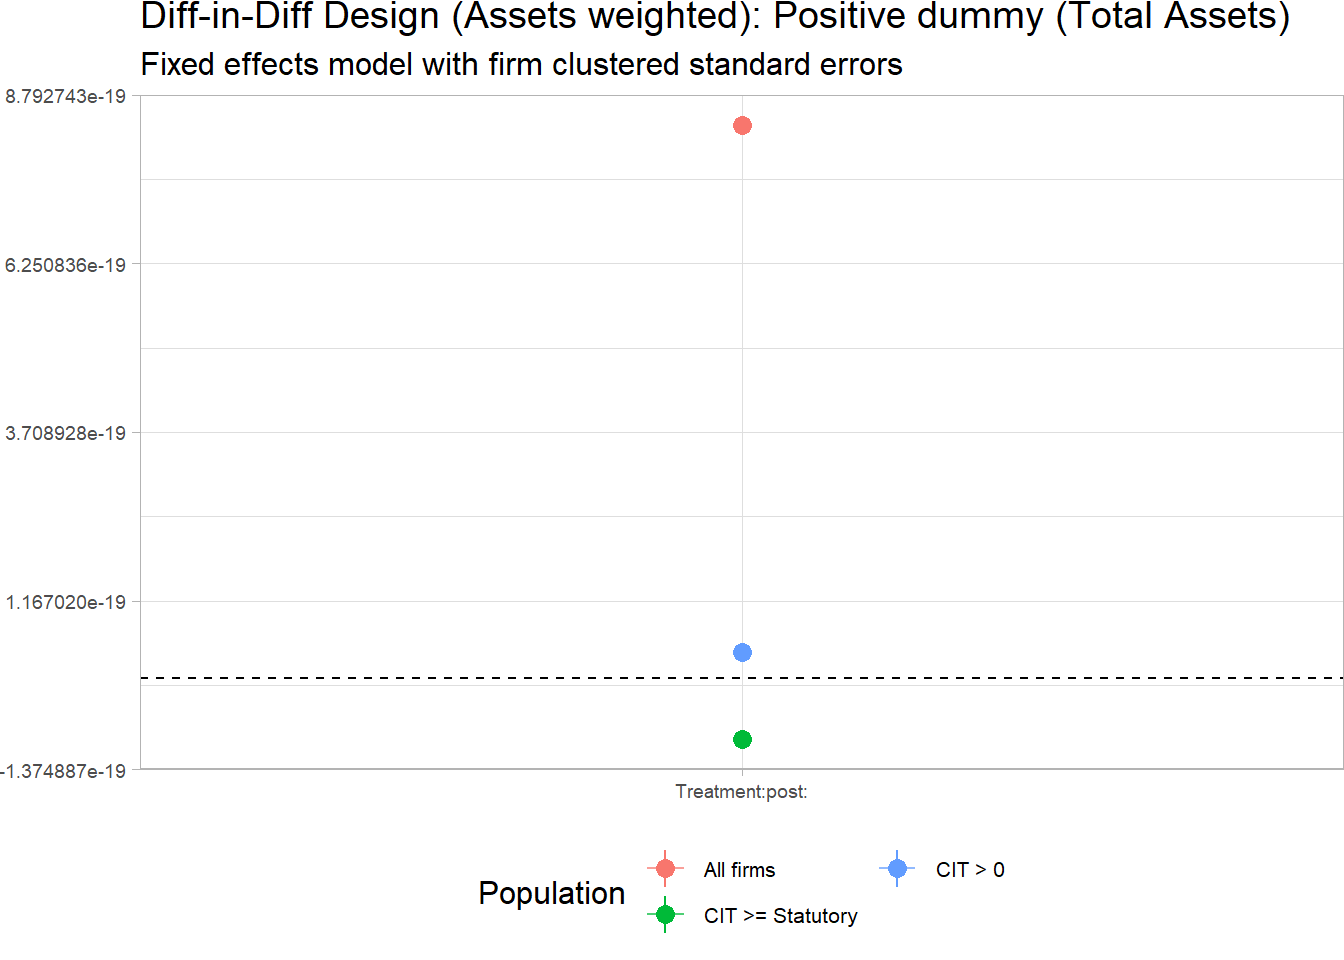 Diff-in-Diff Design (Assets weighted): Positive dummy (Total Assets)
Fixed effects model with firm clustered standard errors
8.792743e-19
6.250836e-19
3.708928e-19
1.167020e-19
-1.374887e-19
Treatment:post:
Population
All firms
CIT > 0
CIT >= Statutory